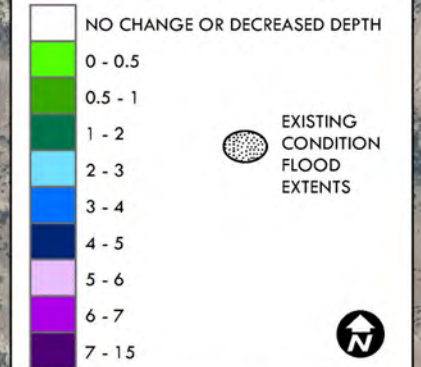 NO CHANGE OR DECREASED DEPTH
0 - 0.5
0.5 - 1
1 - 2
2 - 3
3 - 4
4 - 5
5 - 6
6 - 7
7 - 15
EXISTING
CONDITION
FLOOD
EXTENTS
N